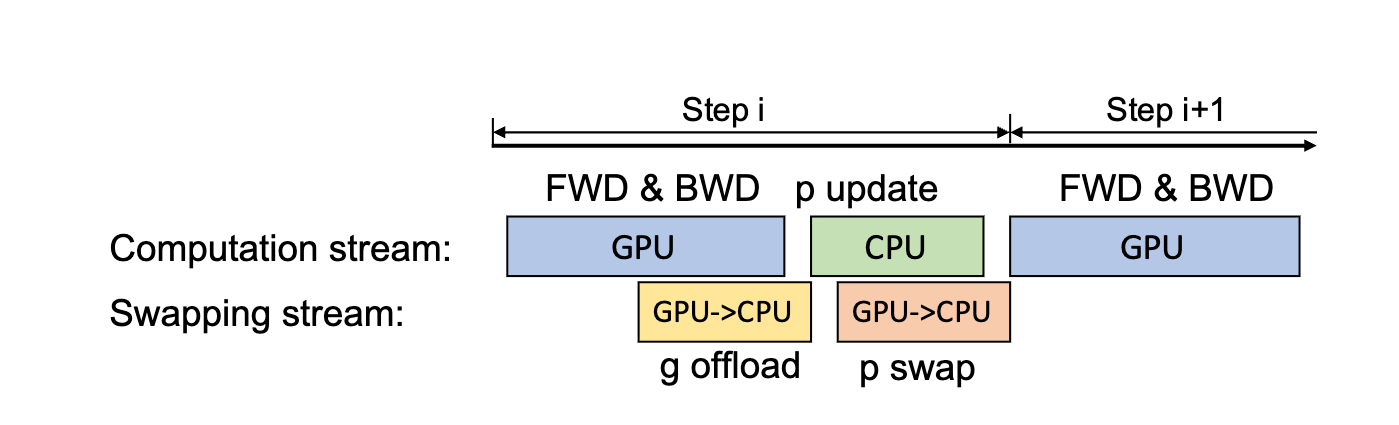 Step i
Step i+1
FWD & BWD
p update
FWD & BWD
Computation stream:
GPU
CPU
GPU
Swapping stream:
GPU->CPU
GPU->CPU
g offload
p swap